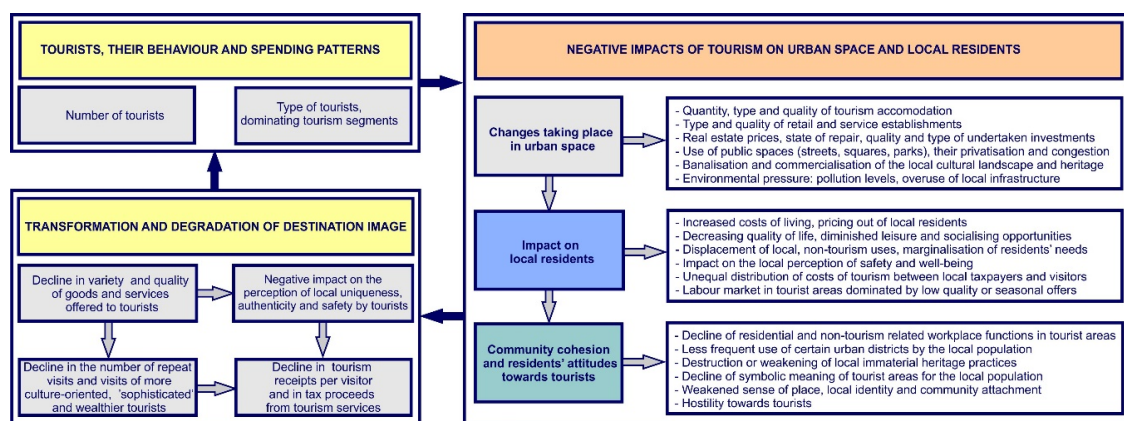 TOURISTS, THEIR BEHAVIOUR AND SPENDING PATTERNS
Number of tourists
Type of tourists,
dominating tourism segments
TRANSFORMATION AND DEGRADATION OF DESTINATION IMAGE
Decline in variety and quality
of goods and services
offered to tourists
Negative impact on the
perception of local uniqueness,
authenticity and safety by tourists
Decline in the number of repeat
visits and visits of more
culture-oriented, 'sophisticated'
and wealthier tourists
Decline in tourism
receipts per visitor
and in tax proceeds
from tourism services
NEGATIVE IMPACTS OF TOURISM ON URBAN SPACE AND LOCAL RESIDENTS
Changes taking place
in urban space
- Quantity, type and quality of tourism accomodation
- Type and quality of retail and service establishments
- Real estate prices, state of repair, quality and type of undertaken investments
- Use of public spaces (streets, squares, parks), their privatisation and congestion
- Banalisation and commercialisation of the local cultural landscape and heritage
- Environmental pressure: pollution levels, overuse of local infrastructure
Impact on
local residents
- Increased costs of living, pricing out of local residents
- Decreasing quality of life, diminished leisure and socialising opportunities
- Displacement of local, non-tourism uses, marginalisation of residents' needs
- Impact on the local perception of safety and well-being
- Unequal distribution of costs of tourism between local taxpayers and visitors
- Labour market in tourist areas dominated by low quality or seasonal offers
Community cohesion
and residents' attitudes
towards tourists
- Decline of residential and non-tourism related workplace functions in tourist areas
- Less frequent use of certain urban districts by the local population
- Destruction or weakening of local immaterial heritage practices
- Decline of symbolic meaning of tourist areas for the local population
- Weakened sense of place, local identity and community attachment
- Hostility towards tourists